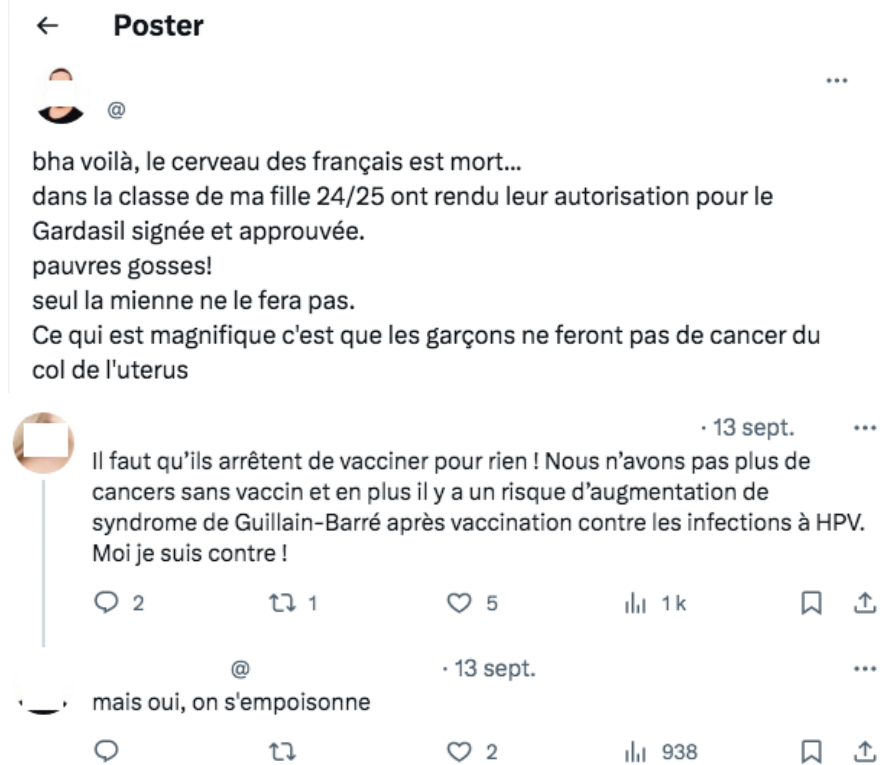 Poster
@
bha voilà, le cerveau des français est mort...
dans la classe de ma fille 24/25 ont rendu leur autorisation pour le
Gardasil signée et approuvée.
pauvres gosses!
seul la mienne ne le fera pas.
Ce qui est magnifique c'est que les garçons ne feront pas de cancer du
col de l'uterus
· 13 sept.
Il faut qu'ils arrêtent de vacciner pour rien ! Nous n'avons pas plus de
cancers sans vaccin et en plus il y a un risque d'augmentation de
syndrome de Guillain-Barré après vaccination contre les infections à HPV.
Moi je suis contre !
2 1 5 1 k
@ · 13 sept.
mais oui, on s'empoisonne
2 938